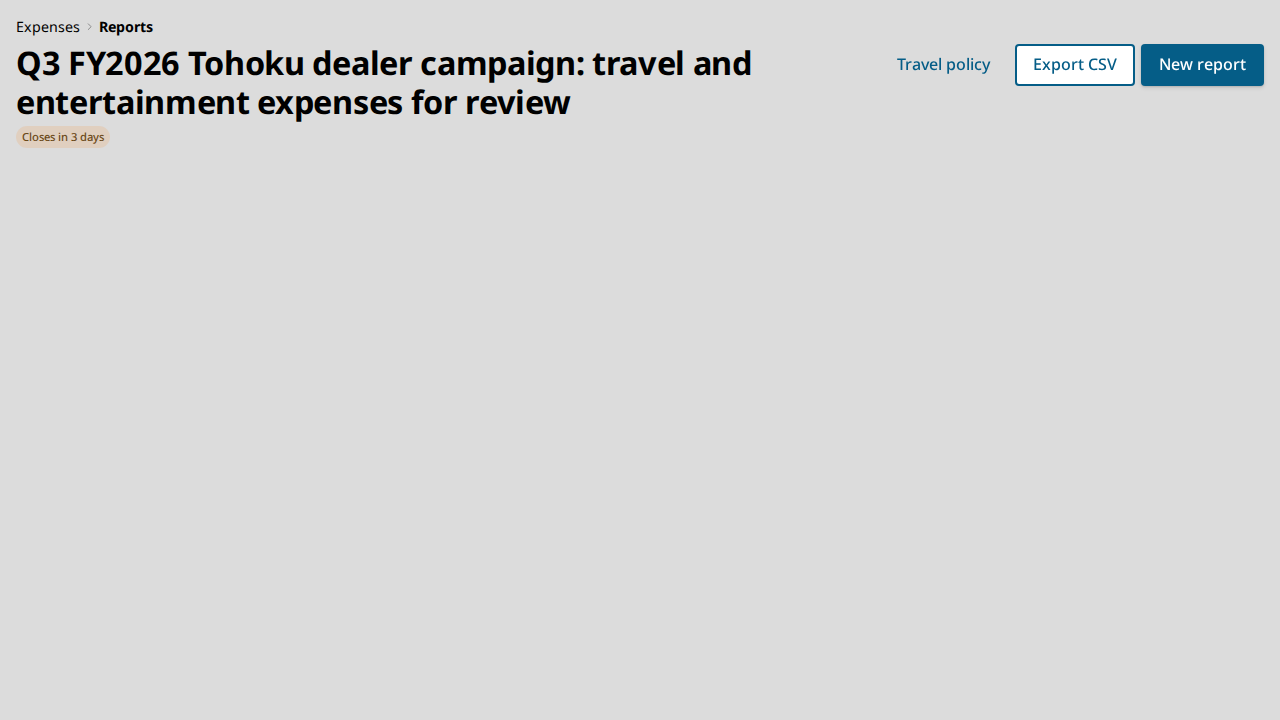 Expenses > Reports
Q3 FY2026 Tohoku dealer campaign: travel and
entertainment expenses for review
Travel policy
Export CSV
New report
Closes in 3 days